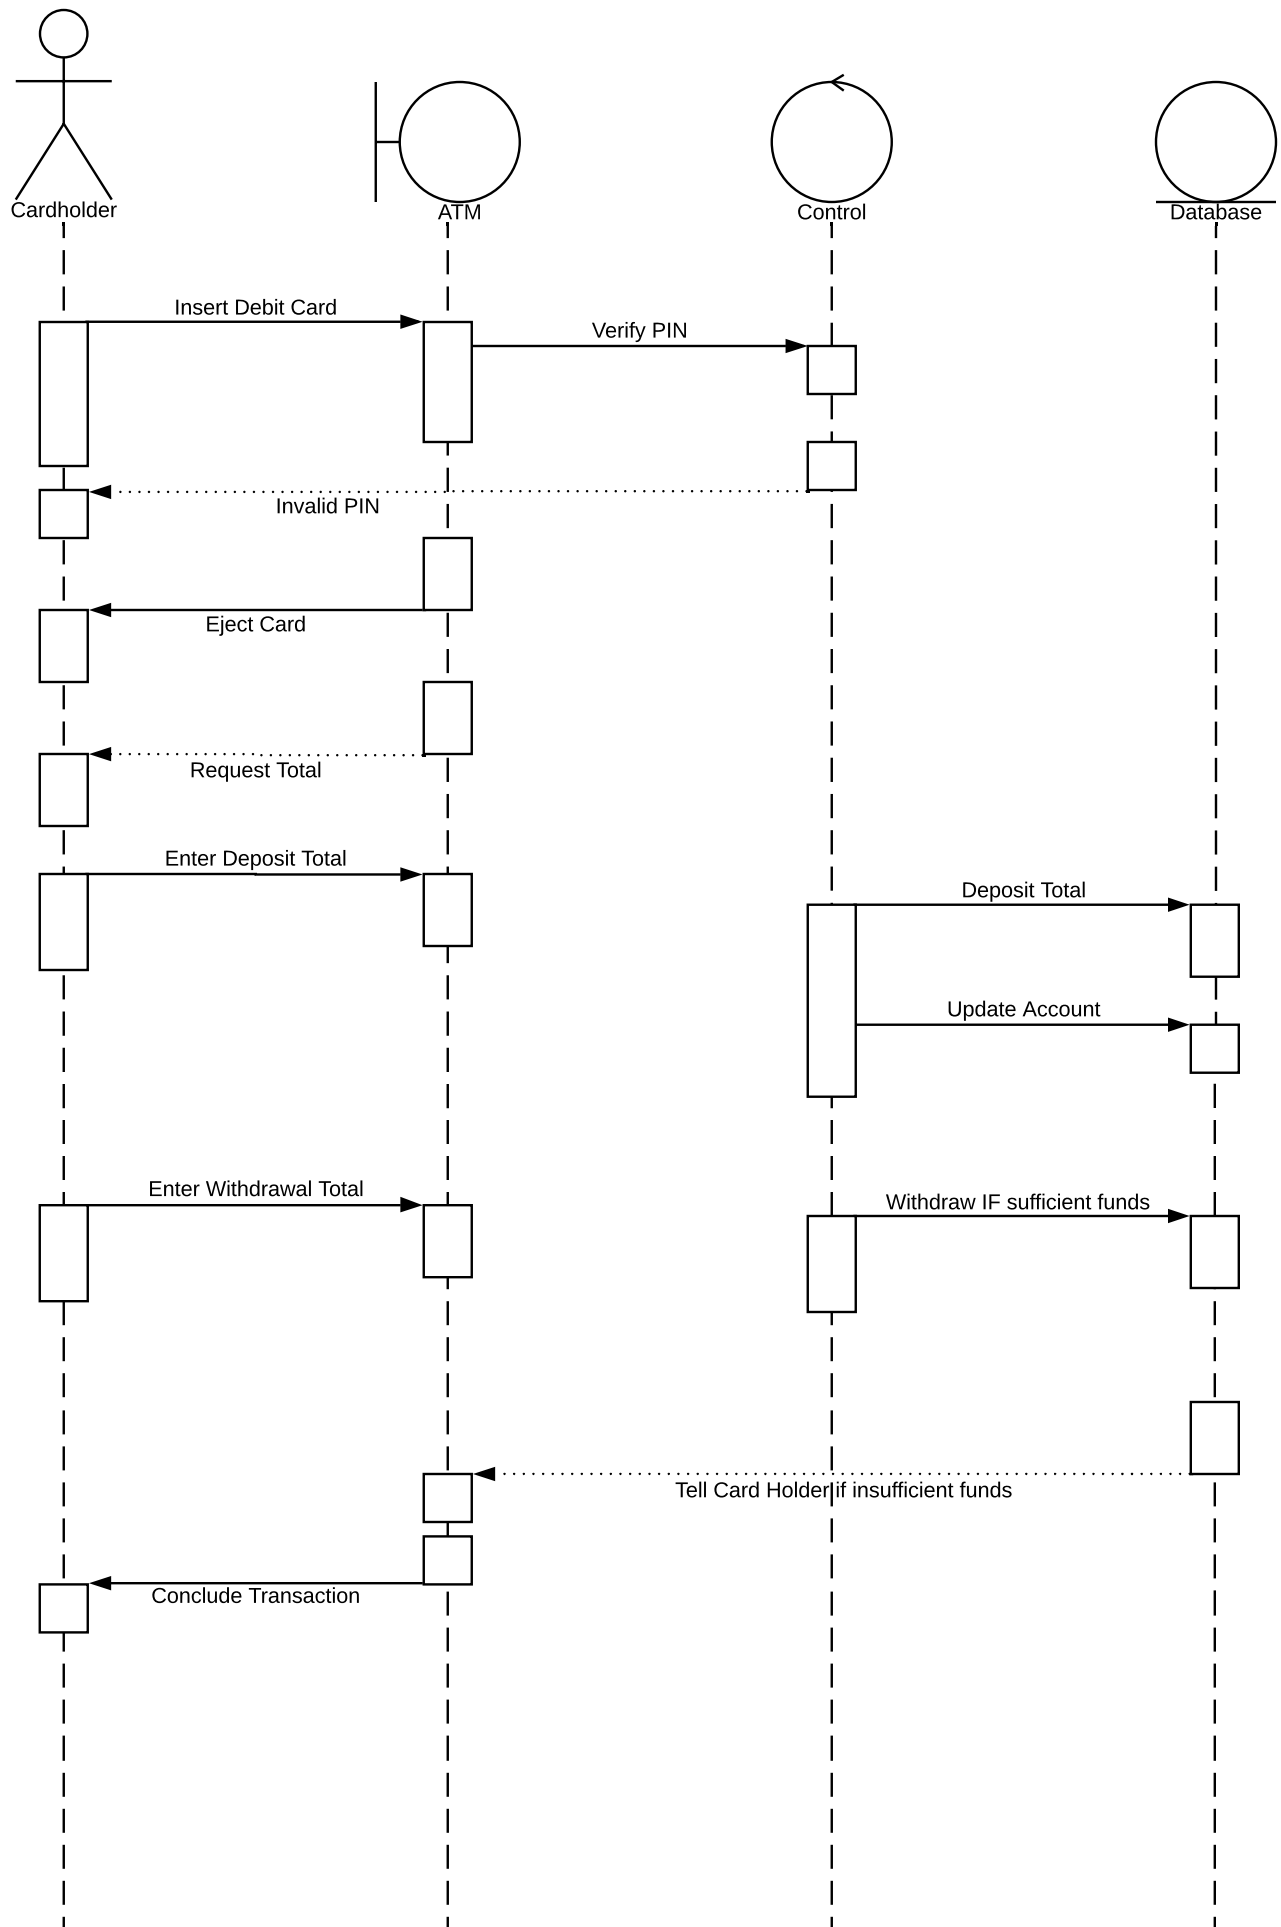 Cardholder
ATM
Control
Database
Insert Debit Card
Verify PIN
Invalid PIN
Eject Card
Request Total
Enter Deposit Total
Deposit Total
Update Account
Enter Withdrawal Total
Withdraw IF sufficient funds
Tell Card Holder if insufficient funds
Conclude Transaction